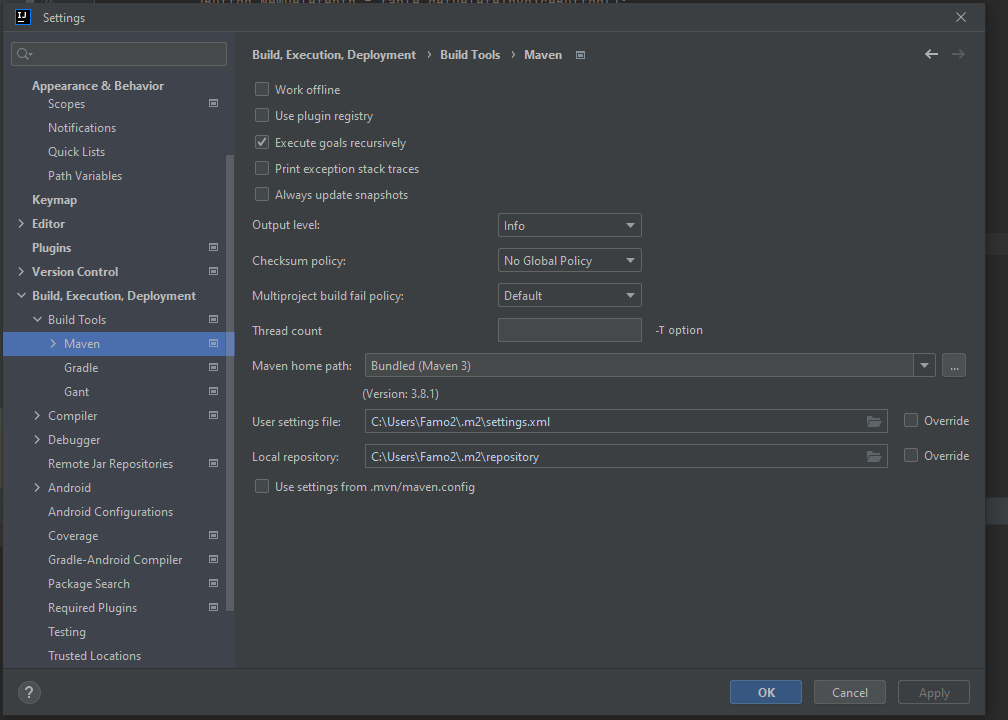 Settings
Build, Execution, Deployment › Build Tools › Maven
Appearance & Behavior
Scopes
Notifications
Quick Lists
Path Variables
Keymap
Editor
Plugins
Version Control
Build, Execution, Deployment
Build Tools
Maven
Gradle
Gant
Compiler
Debugger
Remote Jar Repositories
Android
Android Configurations
Coverage
Gradle-Android Compiler
Package Search
Required Plugins
Testing
Trusted Locations
Work offline
Use plugin registry
Execute goals recursively
Print exception stack traces
Always update snapshots
Output level: Info
Checksum policy: No Global Policy
Multiproject build fail policy: Default
Thread count -T option
Maven home path: Bundled (Maven 3) ...
(Version: 3.8.1)
User settings file: C:\Users\Famo2\.m2\settings.xml Override
Local repository: C:\Users\Famo2\.m2\repository Override
Use settings from .mvn/maven.config
? OK Cancel Apply